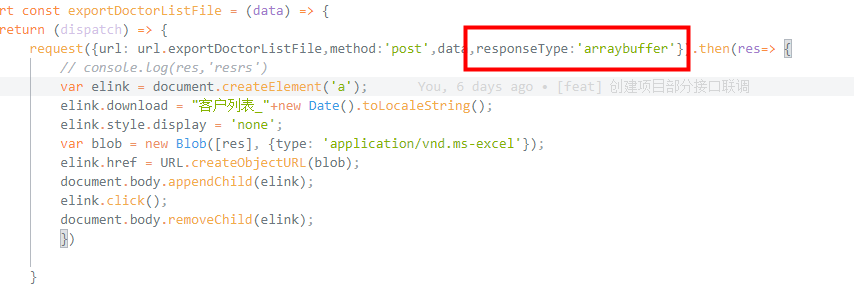 rt const exportDoctorListFile = (data) => {
return (dispatch) => {
request({url: url.exportDoctorListFile,method:'post',data,responseType:'arraybuffer'}).then(res=> {
// console.log(res,'resrs')
var elink = document.createElement('a'); You, 6 days ago • [feat] 创建项目部分接口联调
elink.download = "客户列表_"+new Date().toLocaleString();
elink.style.display = 'none';
var blob = new Blob([res], {type: 'application/vnd.ms-excel'});
elink.href = URL.createObjectURL(blob);
document.body.appendChild(elink);
elink.click();
document.body.removeChild(elink);
})
}